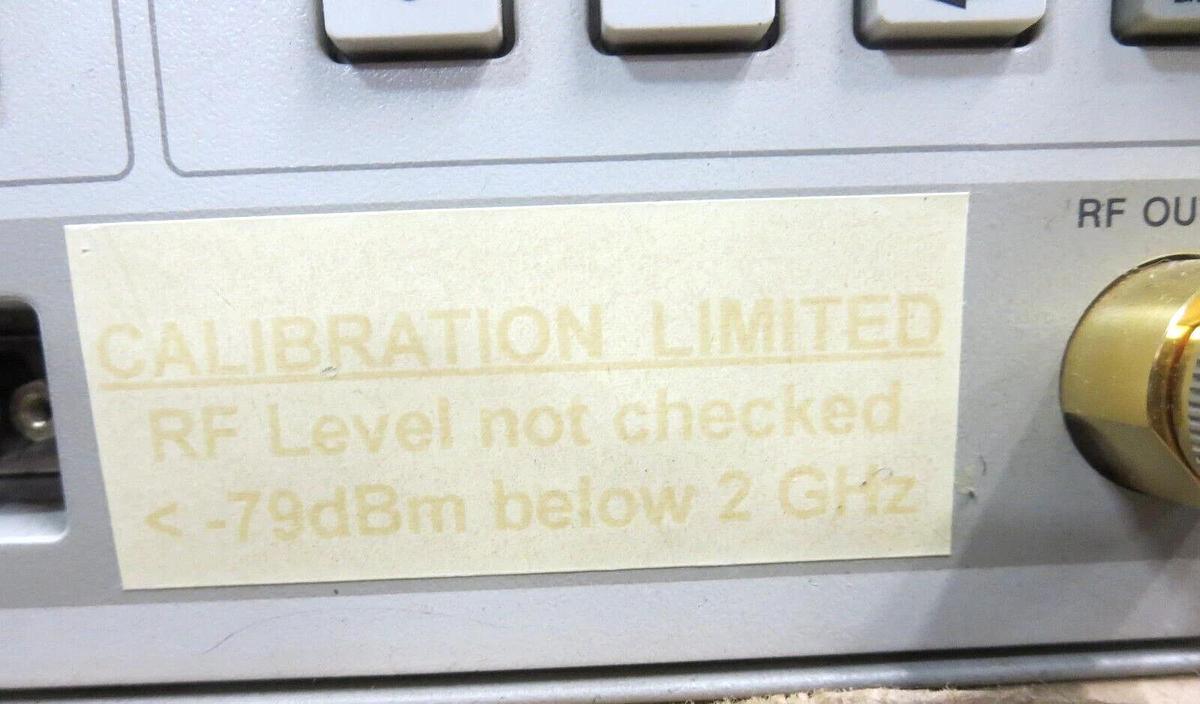 RF OU
CALIBRATION LIMITED
RF Level not checked
< -79dBm below 2 GHz